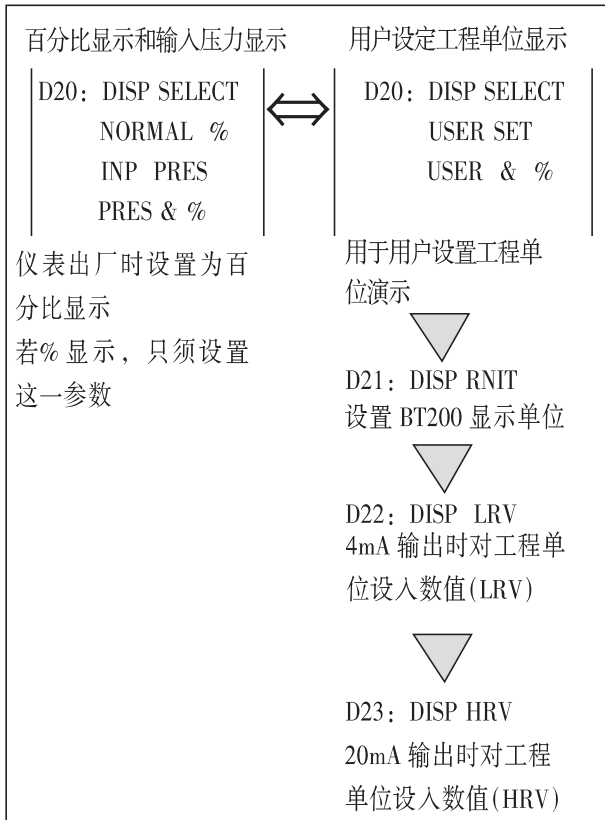 百分比显示和输入压力显示
D20：DISP SELECT
NORMAL %
INP PRES
PRES & %
仪表出厂时设置为百
分比显示
若% 显示，只须设置
这一参数
用户设定工程单位显示
D20：DISP SELECT
USER SET
USER & %
用于用户设置工程单
位演示
D21：DISP RNIT
设置 BT200 显示单位
D22：DISP LRV
4mA 输出时对工程单
位设入数值(LRV)
D23：DISP HRV
20mA 输出时对工程
单位设入数值(HRV)